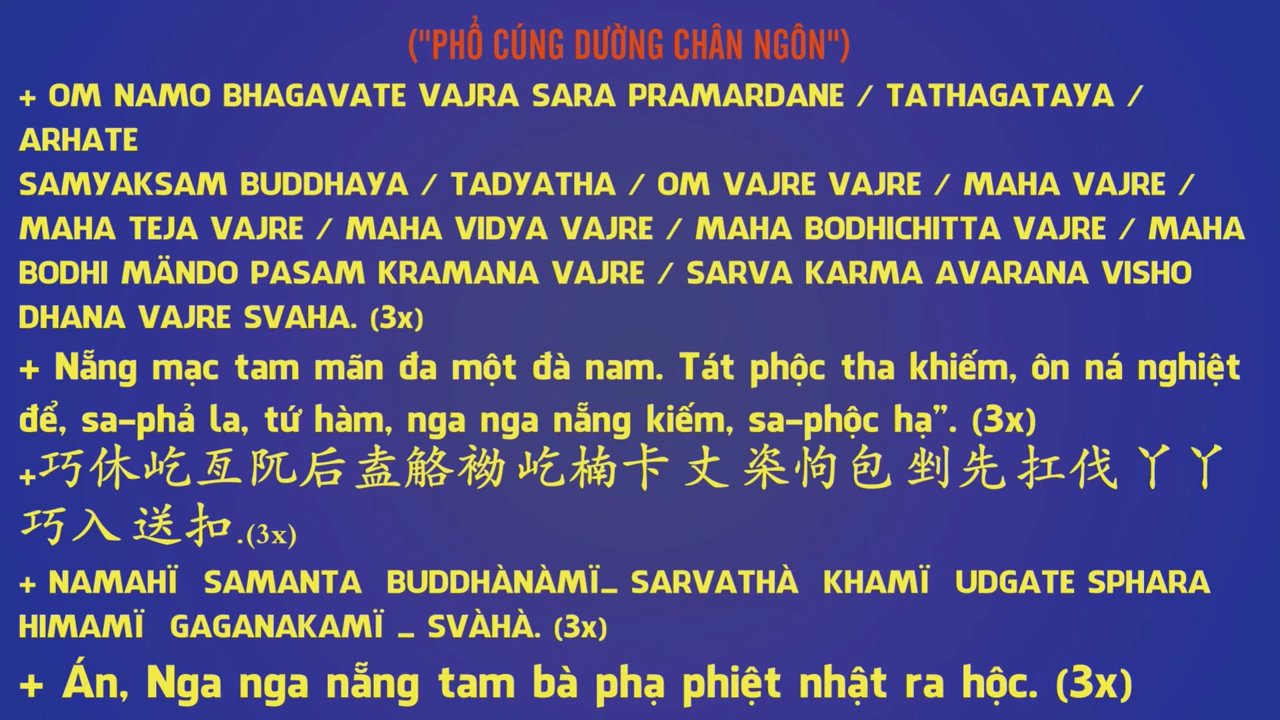 ("PHỔ CÚNG DƯỜNG CHÂN NGÔN")
+ OM NAMO BHAGAVATE VAJRA SARA PRAMARDANE / TATHAGATAYA /
ARHATE
SAMYAKSAM BUDDHAYA / TADYATHA / OM VAJRE VAJRE / MAHA VAJRE /
MAHA TEJA VAJRE / MAHA VIDYA VAJRE / MAHA BODHICHITTA VAJRE / MAHA
BODHI MÄNDO PASAM KRAMANA VAJRE / SARVA KARMA AVARANA VISHO
DHANA VAJRE SVAHA. (3x)
+ Nẵng mạc tam mãn đa một đà nam. Tát phộc tha khiếm, ôn ná nghiệt
để, sa-phả la, tứ hàm, nga nga nẵng kiếm, sa-phộc hạ”. (3x)
+巧休屹亙阢后盍觡袎屹楠卡丈 栥怐包 剉先扛伐丫丫
巧入送扣.(3x)
+ NAMAHÏ SAMANTA BUDDHÀNÀMÏ_ SARVATHÀ KHAMÏ UDGATE SPHARA
HIMAMÏ GAGANAKAMÏ _ SVÀHÀ. (3x)
+ Án, Nga nga nẵng tam bà phạ phiệt nhật ra hộc. (3x)